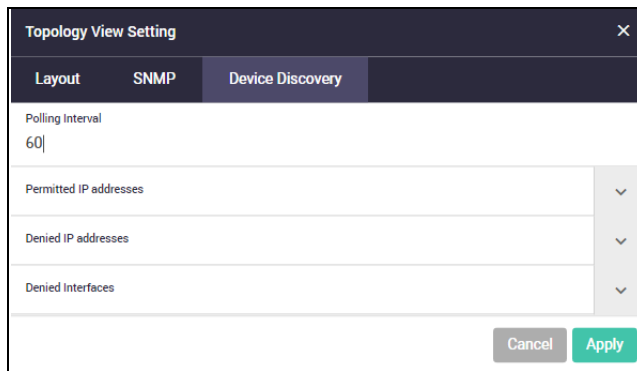 Topology View Setting
Layout SNMP Device Discovery
Polling Interval
60
Permitted IP addresses
Denied IP addresses
Denied Interfaces
Cancel Apply